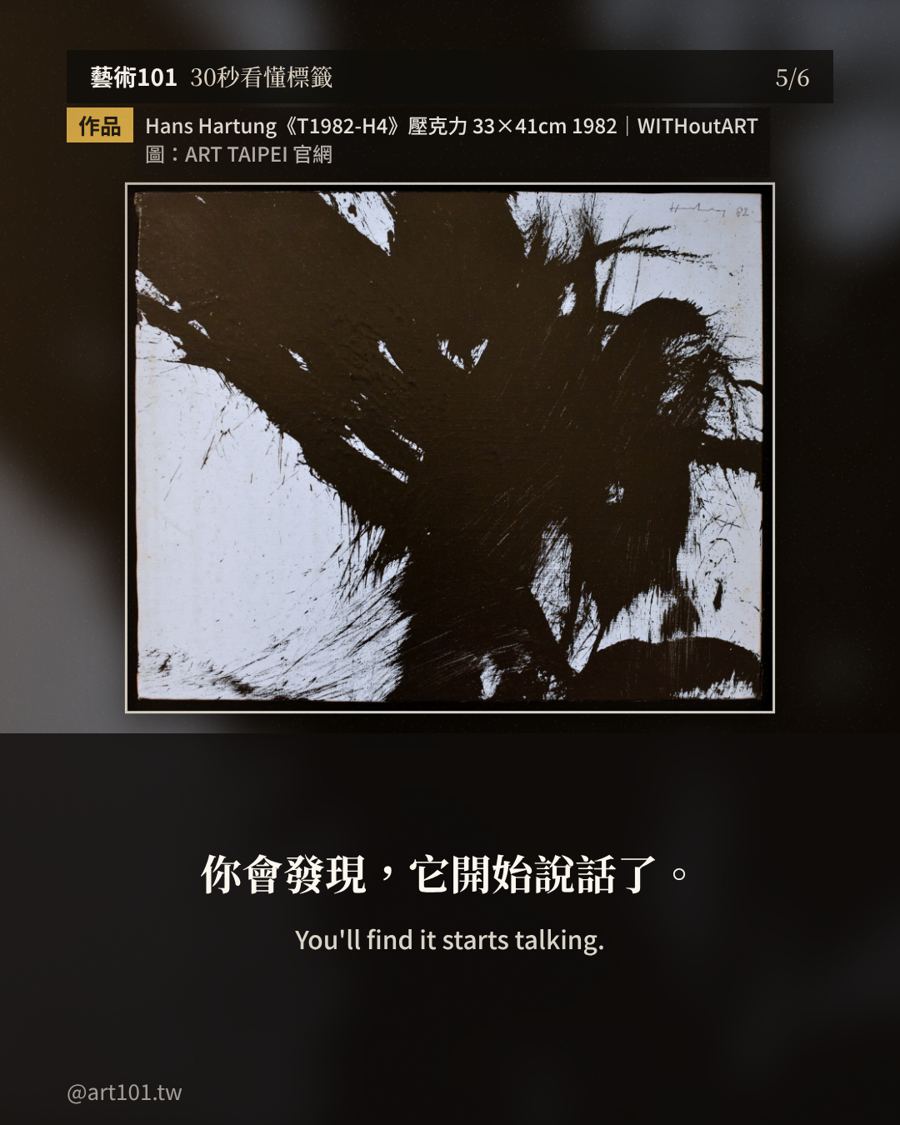 藝術101 30秒看懂標籤 5/6
作品 Hans Hartung《T1982-H4》壓克力 33×41cm 1982｜WITHoutART
圖：ART TAIPEI 官網
你會發現，它開始說話了。
You'll find it starts talking.
@art101.tw